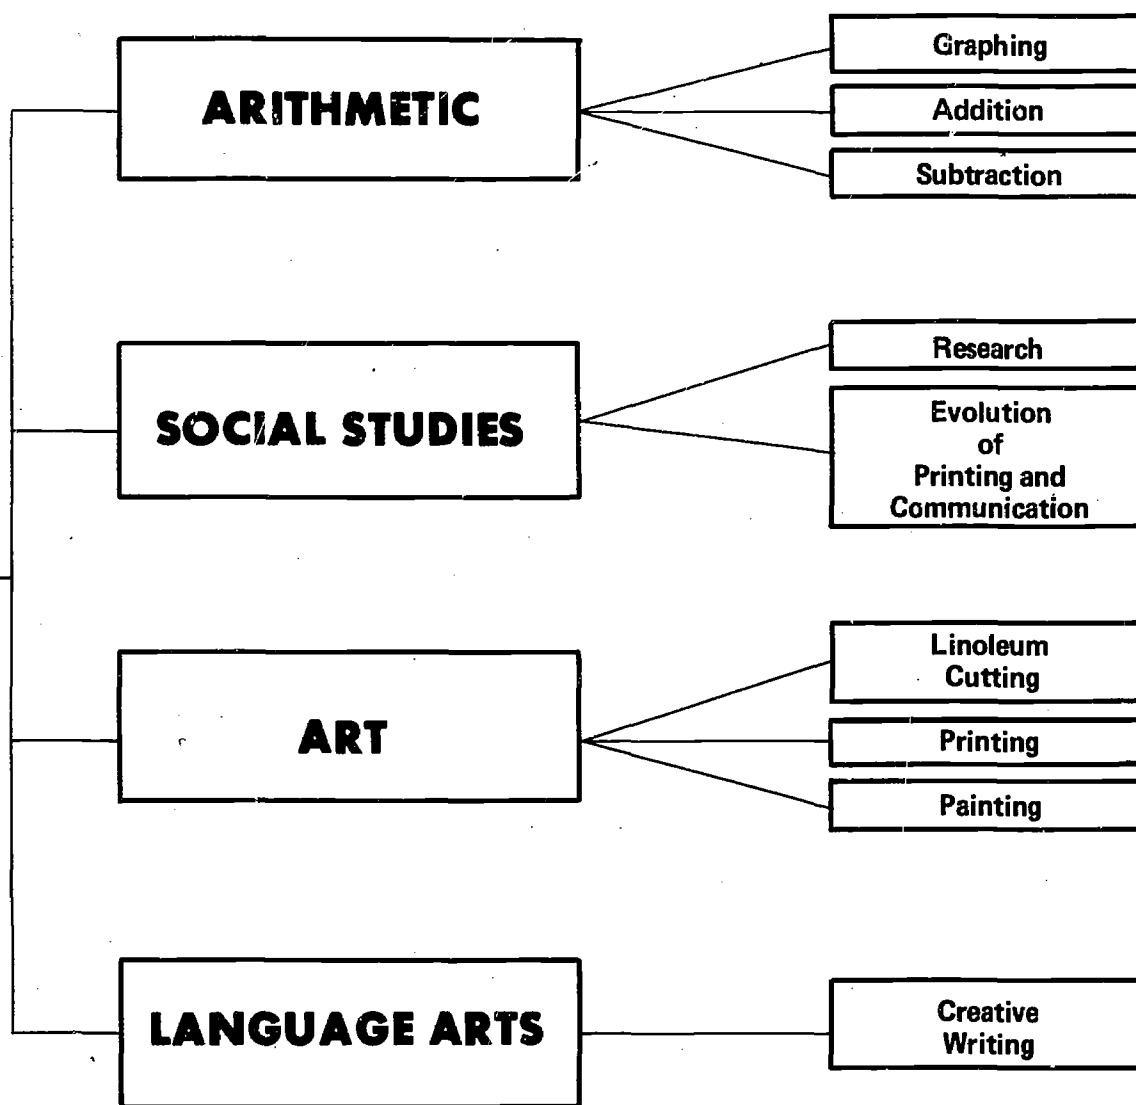 ARITHMETIC
Graphing
Addition
Subtraction
SOCIAL STUDIES
Research
Evolution
of
Printing and
Communication
ART
Linoleum
Cutting
Printing
Painting
LANGUAGE ARTS
Creative
Writing